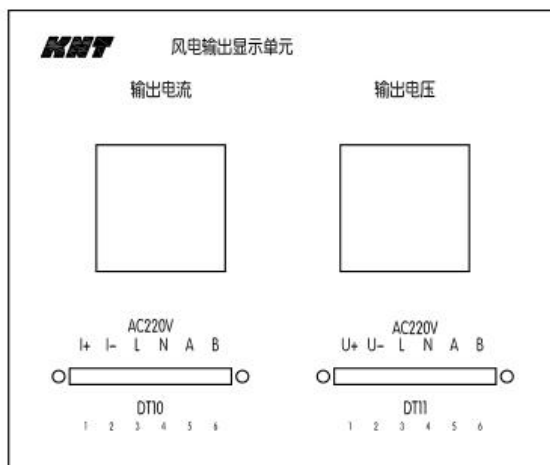 KNT 风电输出显示单元
输出电流 输出电压
AC220V AC220V
I+ I- L N A B U+ U- L N A B
DT10 DT11
1 2 3 4 5 6 1 2 3 4 5 6